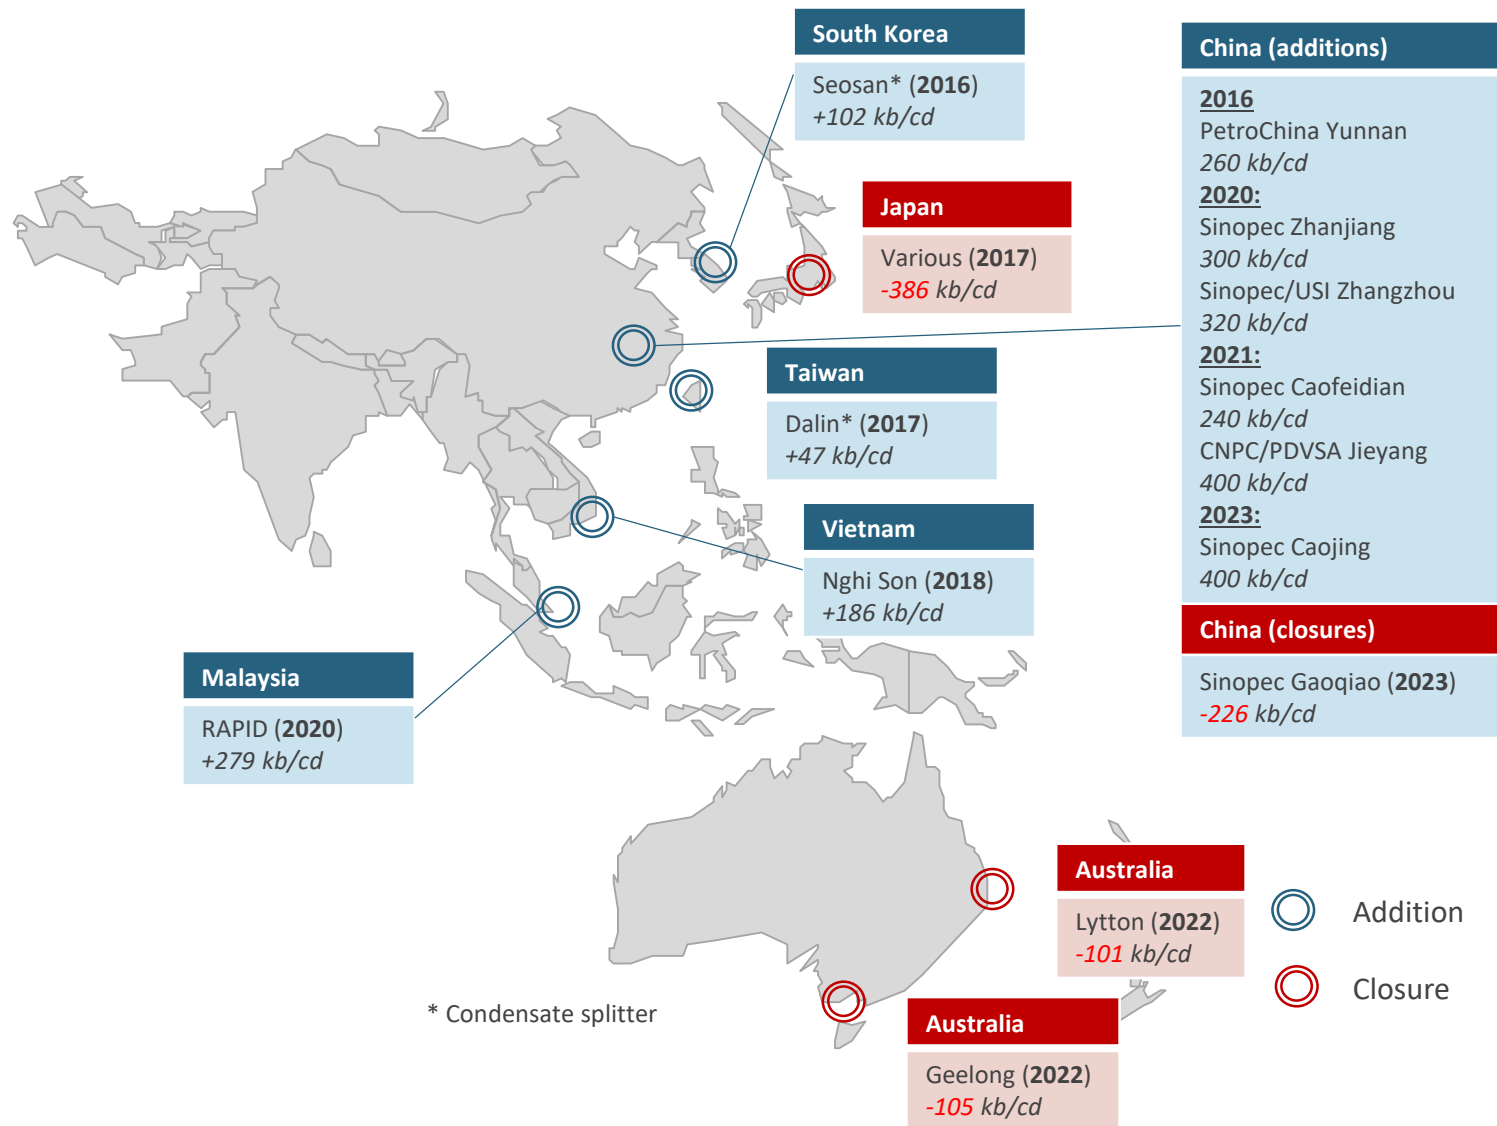 South Korea
Seosan* (2016)
+102 kb/cd
Japan
Various (2017)
-386 kb/cd
Taiwan
Dalin* (2017)
+47 kb/cd
Vietnam
Nghi Son (2018)
+186 kb/cd
Malaysia
RAPID (2020)
+279 kb/cd
China (additions)
2016
PetroChina Yunnan
260 kb/cd
2020:
Sinopec Zhanjiang
300 kb/cd
Sinopec/USI Zhangzhou
320 kb/cd
2021:
Sinopec Caofeidian
240 kb/cd
CNPC/PDVSA Jieyang
400 kb/cd
2023:
Sinopec Caojing
400 kb/cd
China (closures)
Sinopec Gaoqiao (2023)
-226 kb/cd
Australia
Lytton (2022)
-101 kb/cd
Australia
Geelong (2022)
-105 kb/cd
Addition
Closure
* Condensate splitter